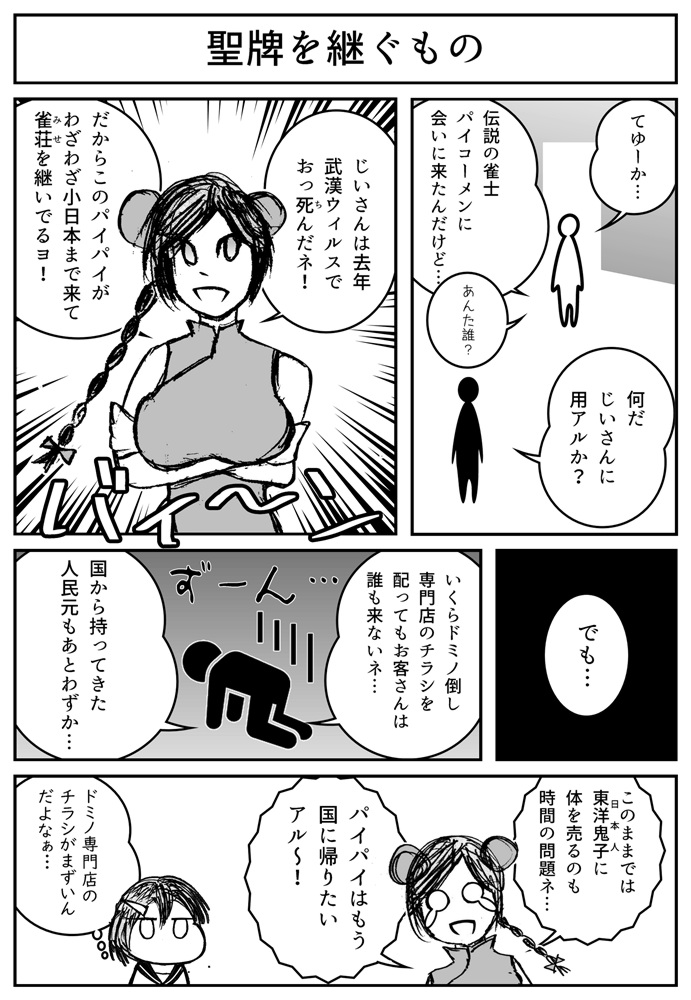 聖牌を継ぐもの
てゆーか…
伝説の雀士
パイコーメンに
会いに来たんだけど…
あんた誰?
何だ
じいさんに
用アルか?
じいさんは去年
武漢ウィルスで
おっ死んだネ!
ち
だからこのパイパイが
わざわざ小日本まで来て
雀荘を継いでるヨ!
みせ
バイ〜ン
でも…
いくらドミノ倒し
専門店のチラシを
配ってもお客さんは
誰も来ないネ…
ずーん…
国から持ってきた
人民元もあとわずか…
このままでは
東洋鬼子に
日本人
体を売るのも
時間の問題ネ…
パイパイはもう
国に帰りたい
アル〜!
ドミノ専門店の
チラシがまずいん
だよなぁ…